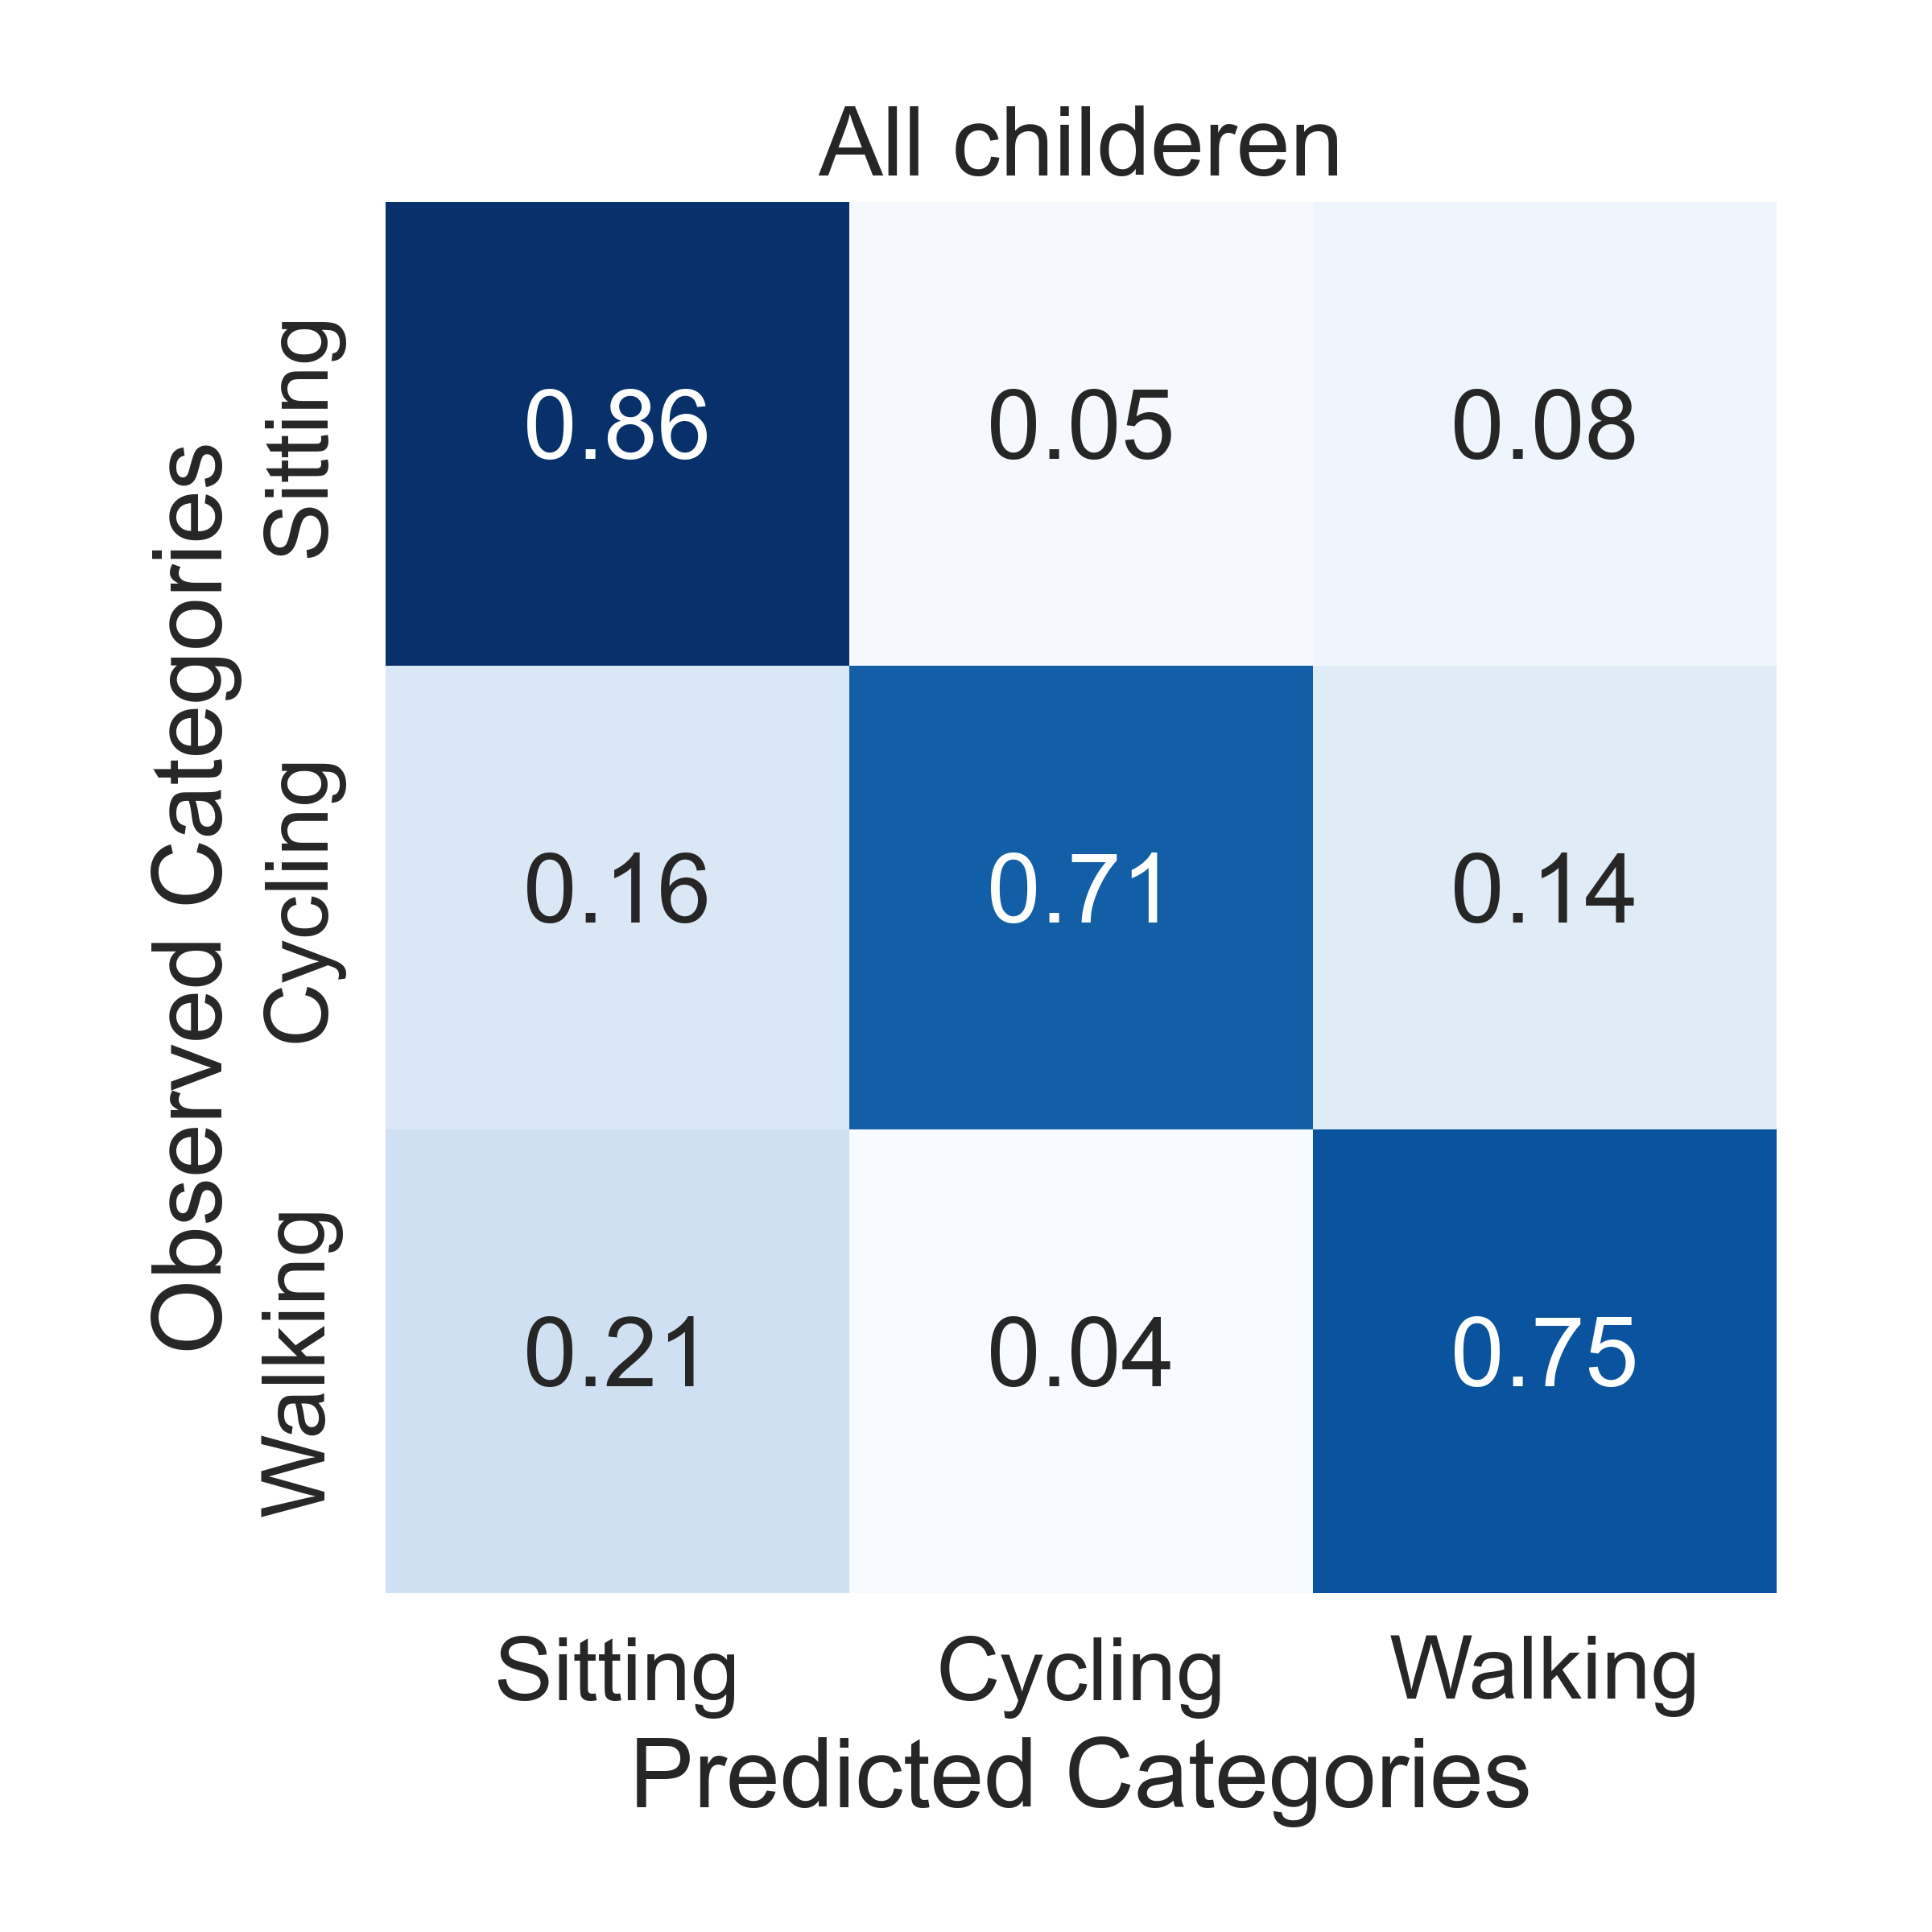 All childeren
Observed Categories
Sitting
0.86 0.05 0.08
Cycling
0.16 0.71 0.14
Walking
0.21 0.04 0.75
Sitting Cycling Walking
Predicted Categories